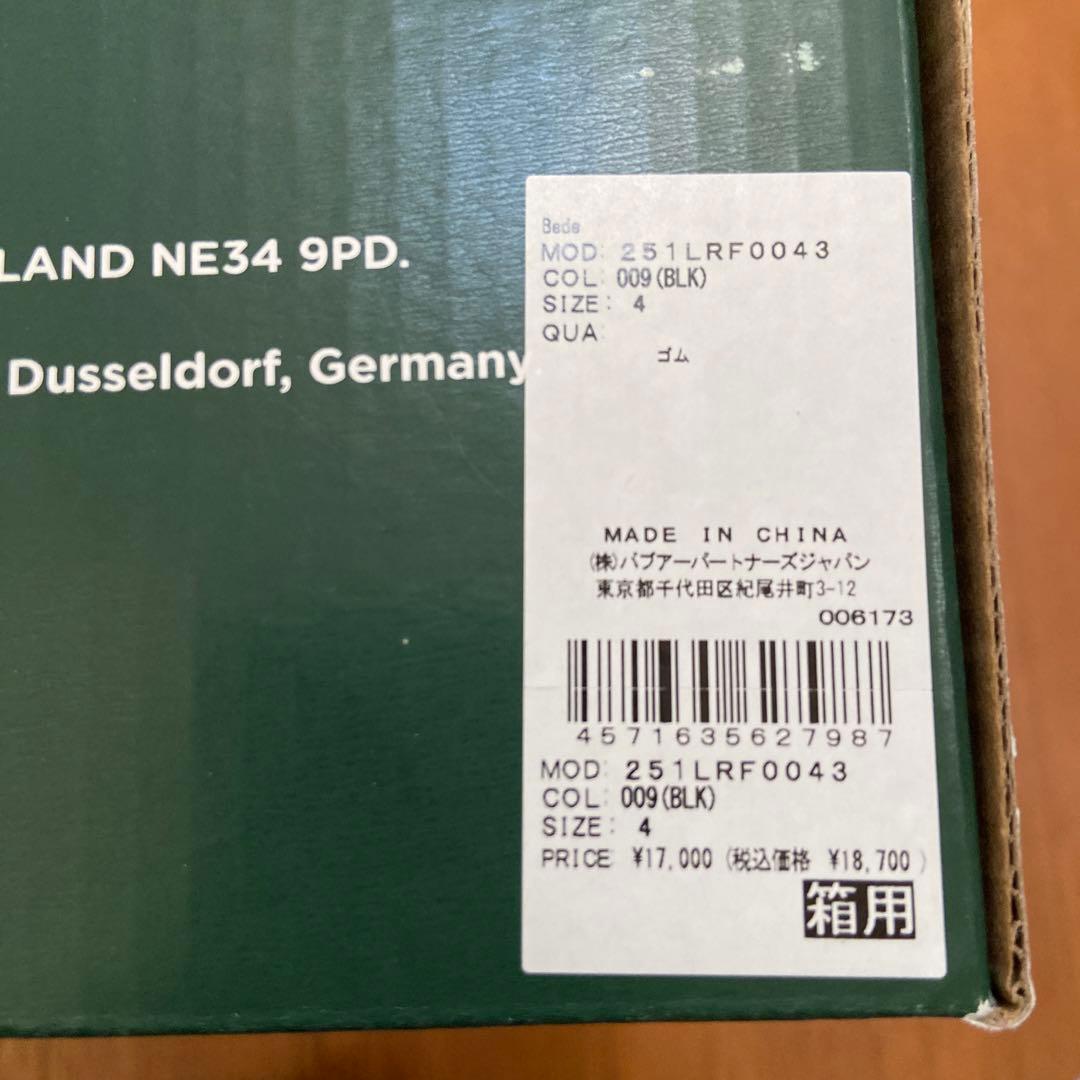 LAND NE34 9PD.
Dusseldorf, Germany
Bede
MOD: 251LRF0043
COL: 009(BLK)
SIZE: 4
QUA:
ゴム
MADE IN CHINA
(株)バブアーパートナーズジャパン
東京都千代田区紀尾井町3-12
006173
4571635627987
MOD: 251LRF0043
COL: 009(BLK)
SIZE: 4
PRICE: ¥17,000 (税込価格 ¥18,700 )
箱用